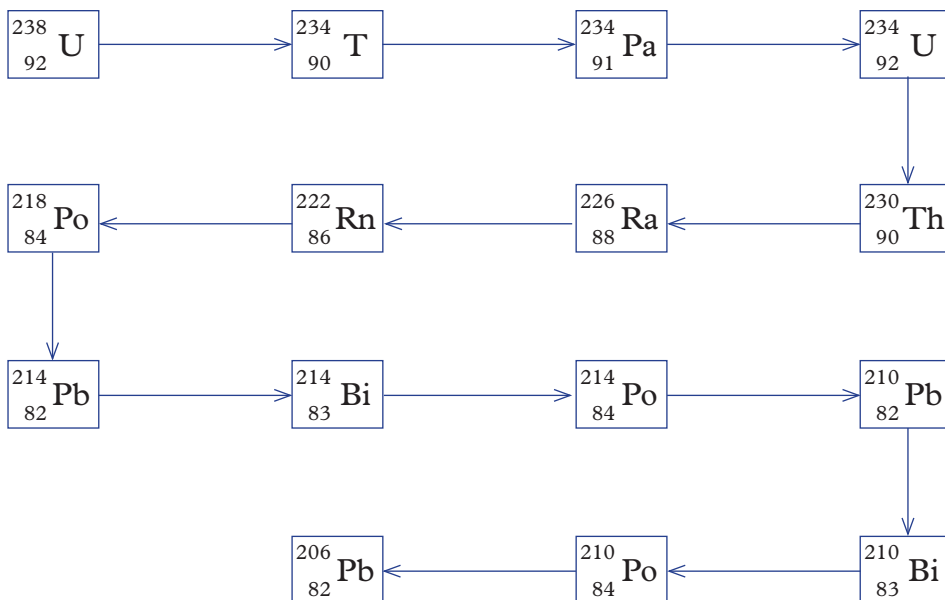 238 92 U 234 90 T 234 91 Pa 234 92 U
218 84 Po 222 86 Rn 226 88 Ra 230 90 Th
214 82 Pb 214 83 Bi 214 84 Po 210 82 Pb
206 82 Pb 210 84 Po 210 83 Bi